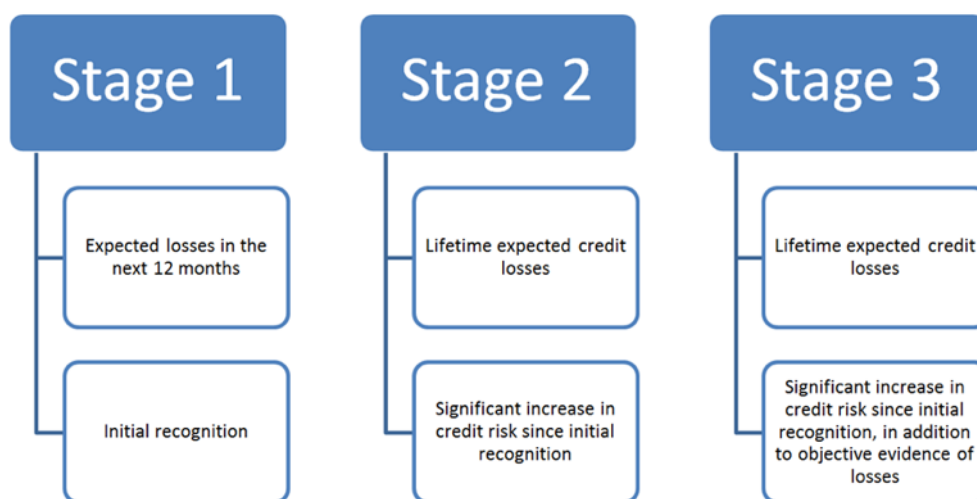 Stage 1
Expected losses in the
next 12 months
Initial recognition
Stage 2
Lifetime expected credit
losses
Significant increase in
credit risk since initial
recognition
Stage 3
Lifetime expected credit
losses
Significant increase in
credit risk since initial
recognition, in addition
to objective evidence of
losses